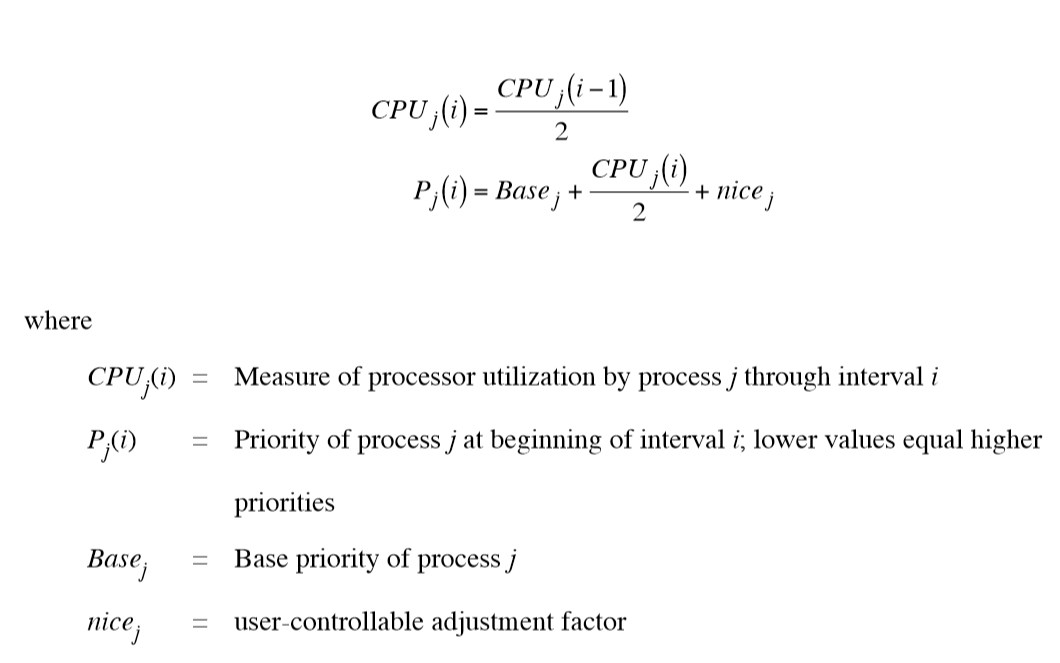 CPU_j(i) = CPU_j(i−1) / 2
P_j(i) = Base_j + CPU_j(i) / 2 + nice_j
where
CPU_j(i) = Measure of processor utilization by process j through interval i
P_j(i) = Priority of process j at beginning of interval i; lower values equal higher
priorities
Base_j = Base priority of process j
nice_j = user-controllable adjustment factor